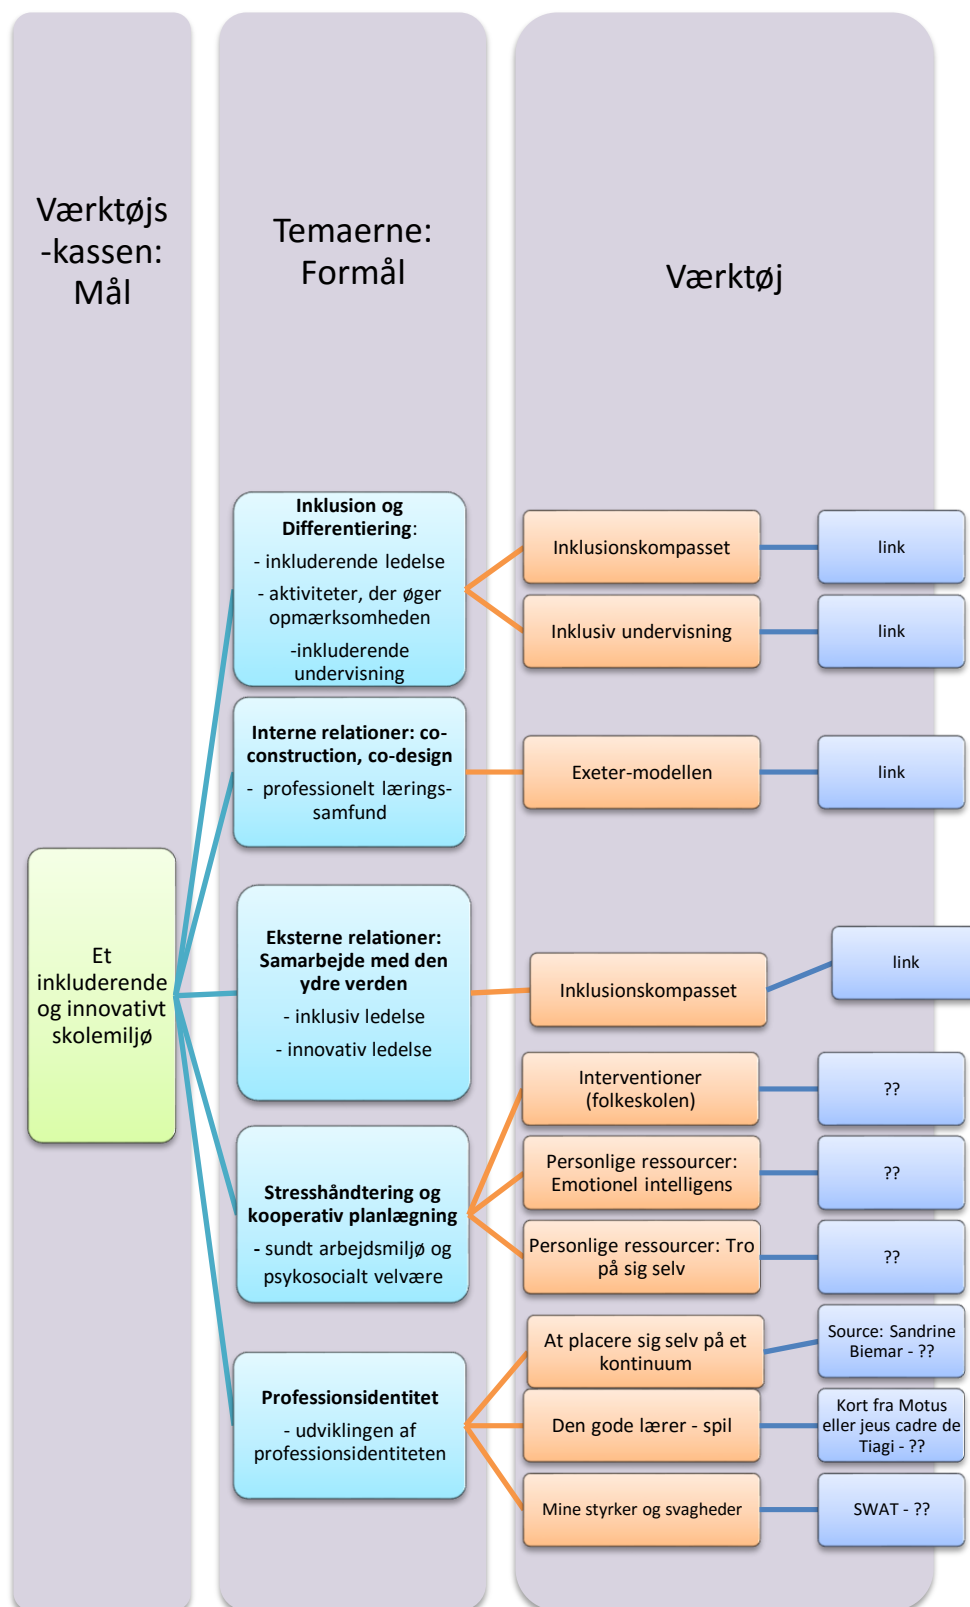 Værktøjs
-kassen:
Mål
Temaerne:
Formål
Værktøj
Et
inkluderende
og innovativt
skolemiljø
Inklusion og
Differentiering:
- inkluderende ledelse
- aktiviteter, der øger
opmærksomheden
-inkluderende
undervisning
Inklusionskompasset
link
Inklusiv undervisning
link
Interne relationer: co-
construction, co-design
- professionelt lærings-
samfund
Exeter-modellen
link
Eksterne relationer:
Samarbejde med den
ydre verden
- inklusiv ledelse
- innovativ ledelse
Inklusionskompasset
link
Stresshåndtering og
kooperativ planlægning
- sundt arbejdsmiljø og
psykosocialt velvære
Interventioner
(folkeskolen)
??
Personlige ressourcer:
Emotionel intelligens
??
Personlige ressourcer: Tro
på sig selv
??
Professionsidentitet
- udviklingen af
professionsidentiteten
At placere sig selv på et
kontinuum
Source: Sandrine
Biemar - ??
Den gode lærer - spil
Kort fra Motus
eller jeus cadre de
Tiagi - ??
Mine styrker og svagheder
SWAT - ??